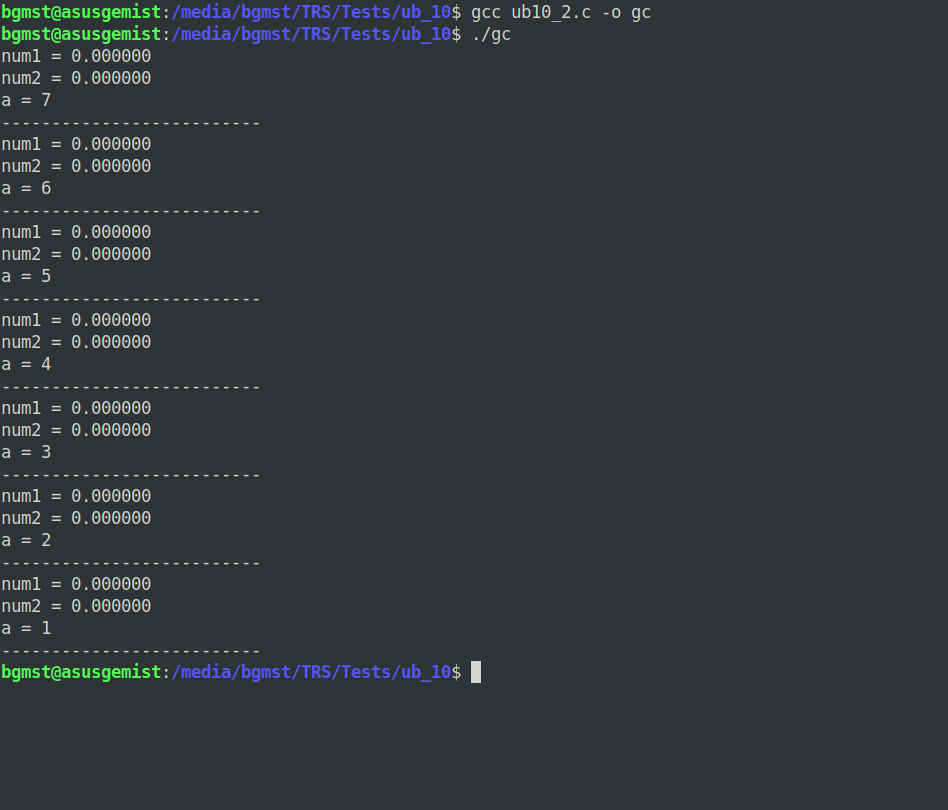 bgmst@asusgemist:/media/bgmst/TRS/Tests/ub_10$ gcc ub10_2.c -o gc
bgmst@asusgemist:/media/bgmst/TRS/Tests/ub_10$ ./gc
num1 = 0.000000
num2 = 0.000000
a = 7
--------------------------
num1 = 0.000000
num2 = 0.000000
a = 6
--------------------------
num1 = 0.000000
num2 = 0.000000
a = 5
--------------------------
num1 = 0.000000
num2 = 0.000000
a = 4
--------------------------
num1 = 0.000000
num2 = 0.000000
a = 3
--------------------------
num1 = 0.000000
num2 = 0.000000
a = 2
--------------------------
num1 = 0.000000
num2 = 0.000000
a = 1
--------------------------
bgmst@asusgemist:/media/bgmst/TRS/Tests/ub_10$